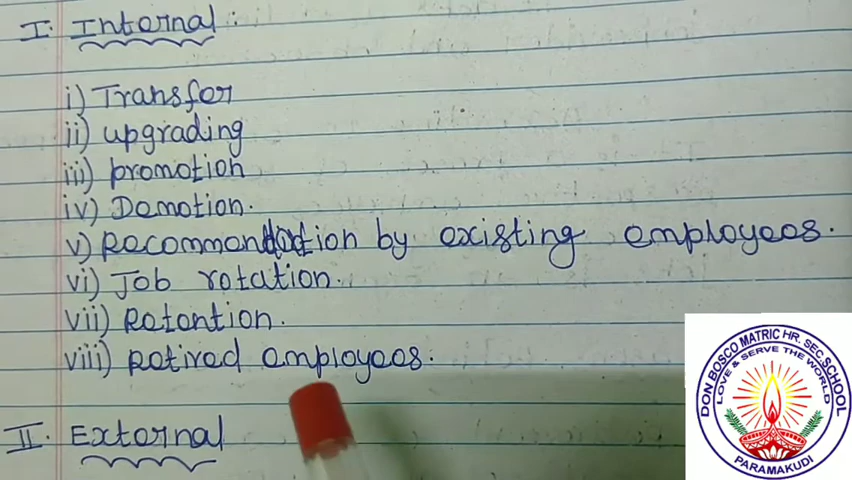 I. Internal :
i) Transfer
ii) upgrading
iii) promotion
iv) Demotion.
v) Recommendation by existing employees.
vi) Job rotation.
vii) Retention.
viii) Retired employees.
II. External
DON BOSCO MATRIC HR. SEC. SCHOOL
LOVE & SERVE THE WORLD
PARAMAKUDI